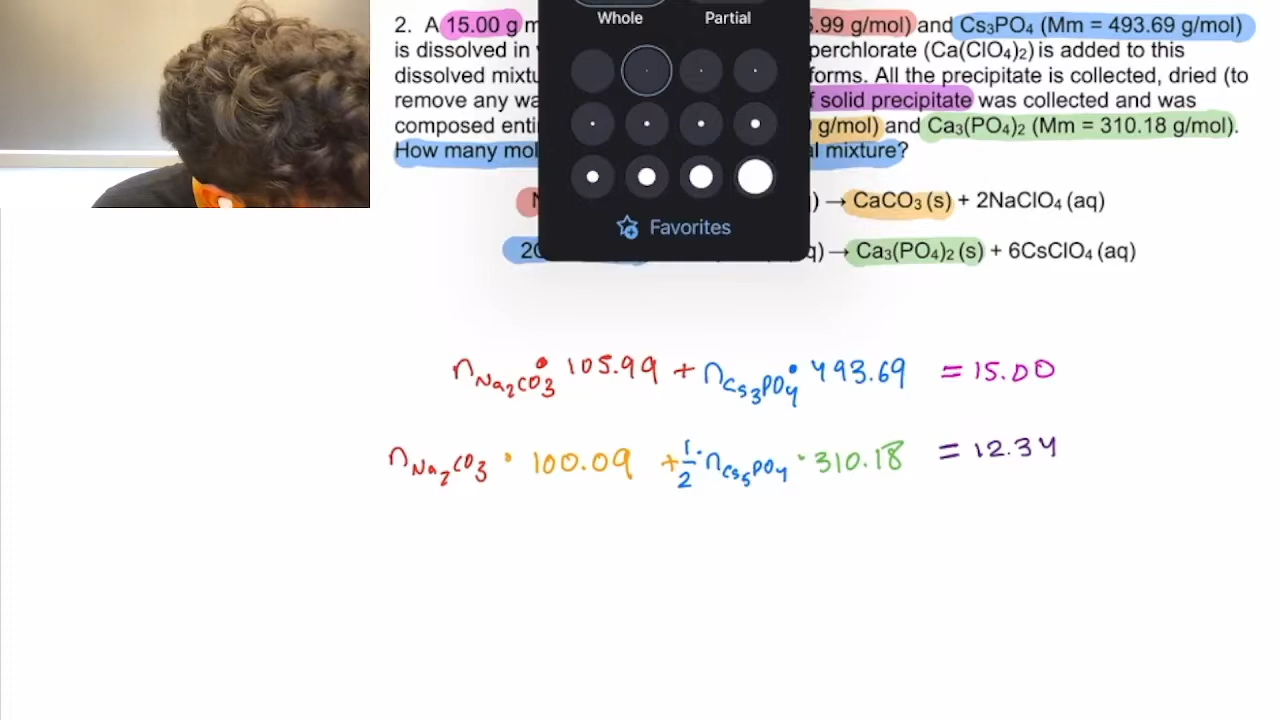 Whole Partial
2. A 15.00 g .99 g/mol) and Cs3PO4 (Mm = 493.69 g/mol)
is dissolved in perchlorate (Ca(ClO4)2) is added to this
dissolved mixtu forms. All the precipitate is collected, dried (to
remove any wa f solid precipitate was collected and was
composed enti g/mol) and Ca3(PO4)2 (Mm = 310.18 g/mol).
How many mol l mixture?
Favorites
) → CaCO3 (s) + 2NaClO4 (aq)
q) → Ca3(PO4)2 (s) + 6CsClO4 (aq)
nNa2CO3 • 105.99 + nCs3PO4 • 493.69 = 15.00
nNa2CO3 • 100.09 + 1/2 • nCs3PO4 • 310.18 = 12.34